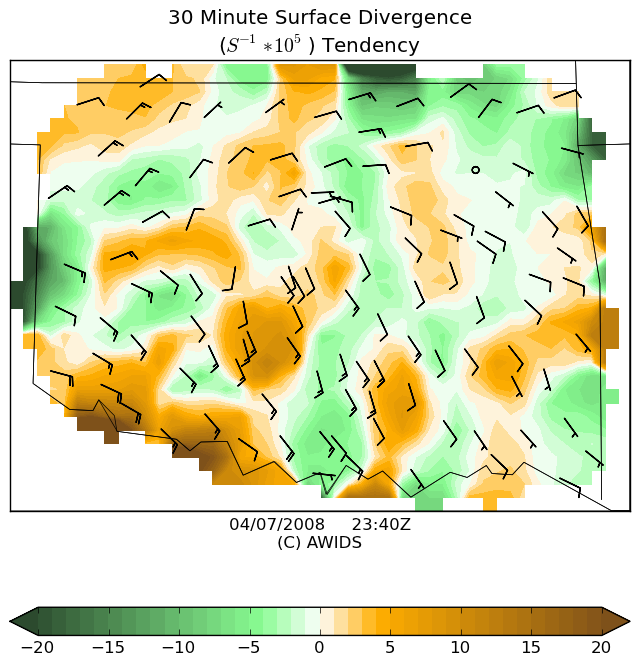 30 Minute Surface Divergence
(S⁻¹ * 10⁵ ) Tendency
04/07/2008 23:40Z
(C) AWIDS
−20 −15 −10 −5 0 5 10 15 20